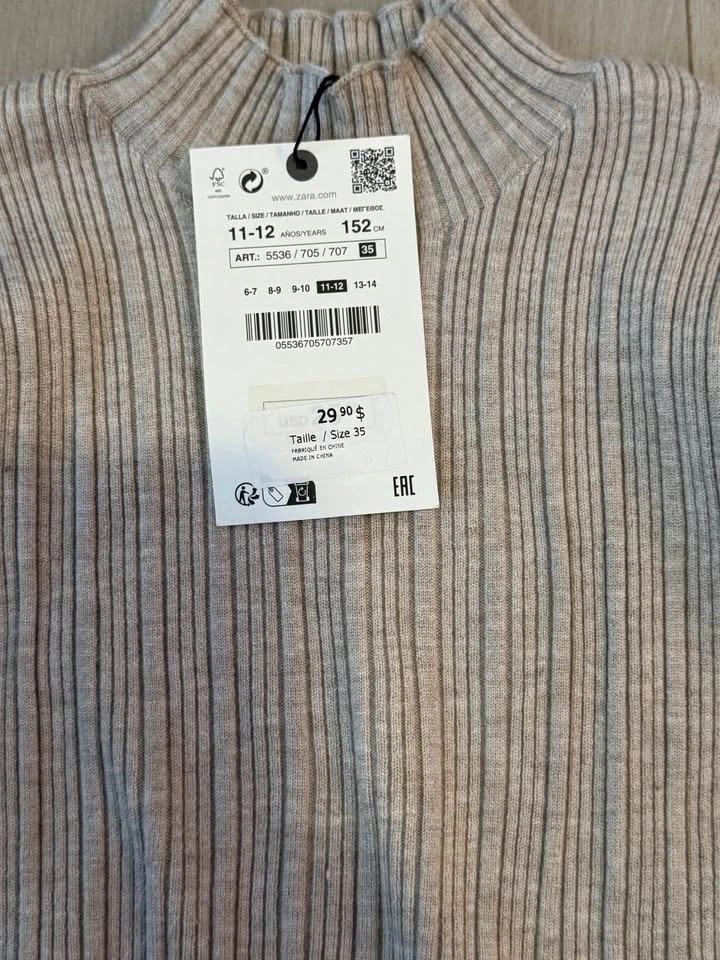 FSC
www.zara.com
TALLA / SIZE / TAMANHO / TAILLE / MAAT / ΜΕΓΕΘΟΣ
11-12 AÑOS/YEARS 152 CM
ART.: 5536 / 705 / 707 35
6-7 8-9 9-10 11-12 13-14
05536705707357
USD
29.90 $
Taille / Size 35
FABRIQUÉ EN CHINE
MADE IN CHINA
EAC